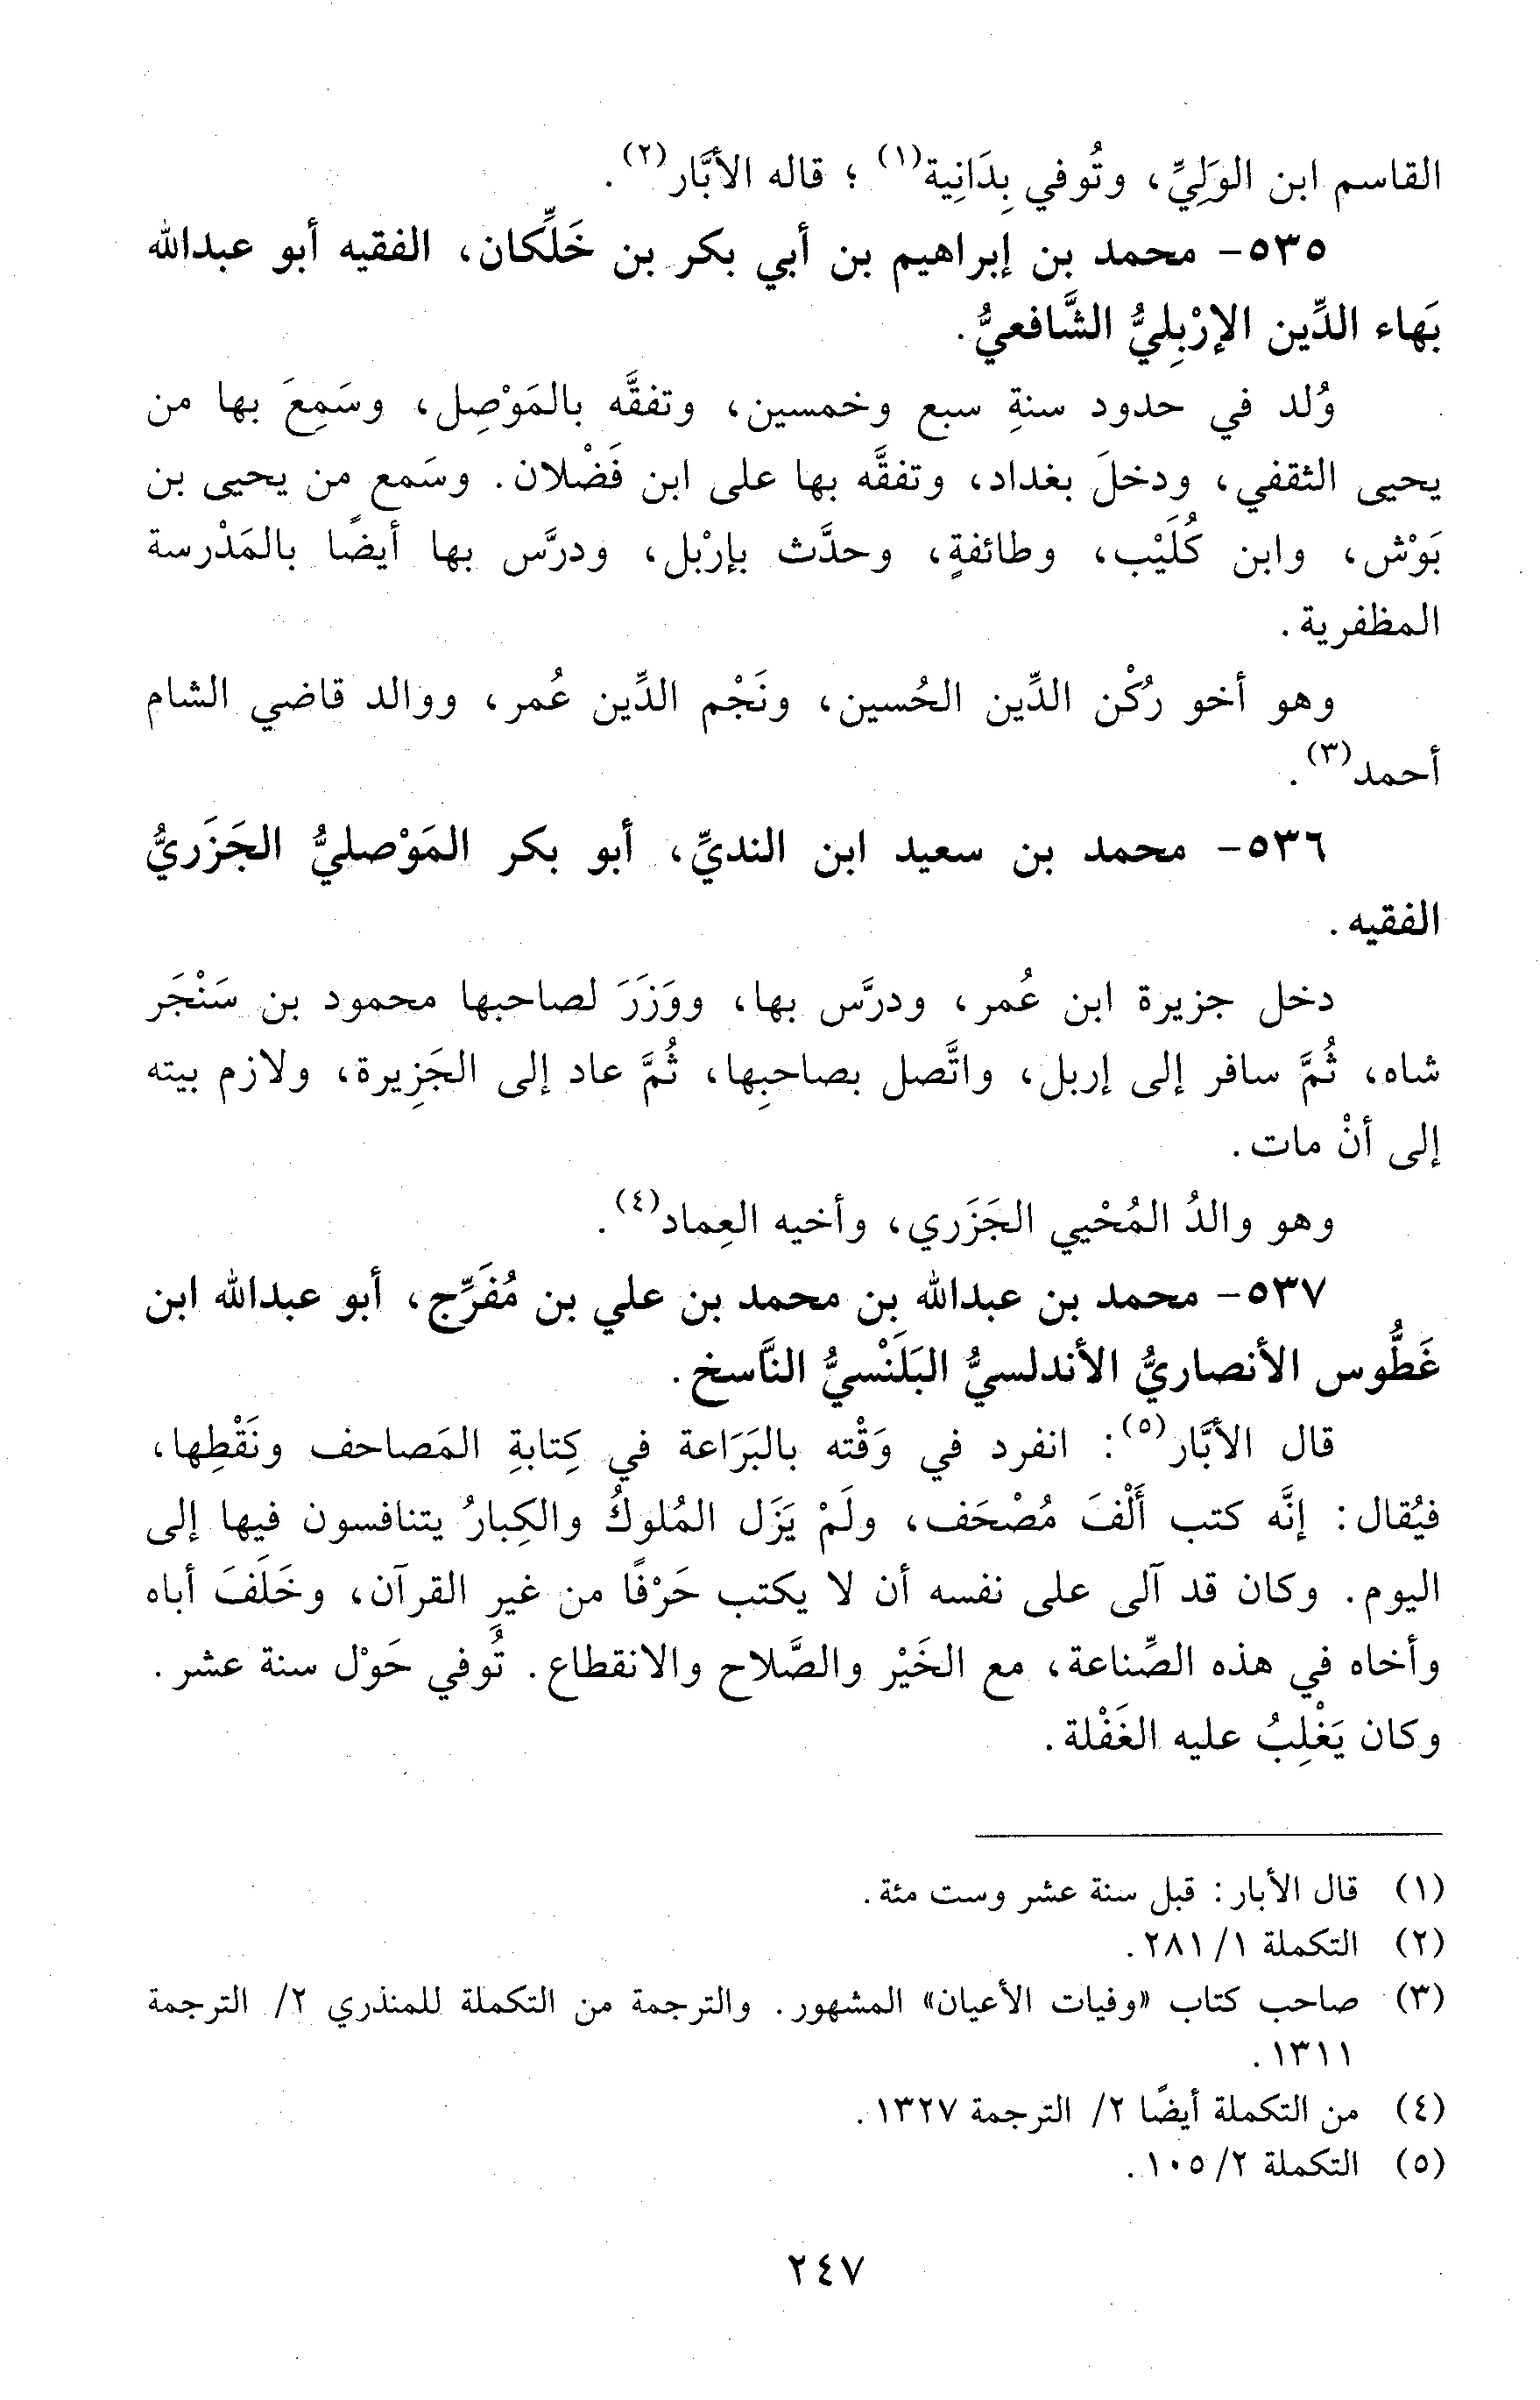 القاسم ابن الوَلِيِّ، وتُوفي بِدَانِية(١) ؛ قاله الأبَّار(٢).
٥٣٥- محمد بن إبراهيم بن أبي بكر بن خَلِّكان، الفقيه أبو عبدالله
بَهاء الدِّين الإرْبِليُّ الشَّافعيُّ.
وُلد في حدود سنةِ سبع وخمسين، وتفقَّه بالمَوْصِل، وسَمِعَ بها من
يحيى الثقفي، ودخلَ بغداد، وتفقَّه بها على ابن فَضْلان. وسَمع من يحيى بن
بَوْش، وابن كُلَيْب، وطائفةٍ، وحدَّث بإرْبل، ودرَّس بها أيضًا بالمَدْرسة
المظفرية.
وهو أخو رُكْن الدِّين الحُسين، ونَجْم الدِّين عُمر، ووالد قاضي الشام
أحمد(٣).
٥٣٦- محمد بن سعيد ابن النديِّ، أبو بكر المَوْصليُّ الجَزَريُّ
الفقيه.
دخل جزيرة ابن عُمر، ودرَّس بها، ووَزَرَ لصاحبها محمود بن سَنْجَر
شاه، ثُمَّ سافر إلى إربل، واتَّصل بصاحبِها، ثُمَّ عاد إلى الجَزِيرة، ولازم بيته
إلى أنْ مات.
وهو والدُ المُحْيي الجَزَري، وأخيه العِماد(٤).
٥٣٧- محمد بن عبدالله بن محمد بن علي بن مُفَرِّج، أبو عبدالله ابن
غَطُّوس الأنصاريُّ الأندلسيُّ البَلَنْسيُّ النَّاسخ.
قال الأبَّار(٥): انفرد في وَقْته بالبَرَاعة في كِتابةِ المَصاحف ونَقْطِها،
فيُقال: إنَّه كتب أَلْفَ مُصْحَف، ولَمْ يَزَل المُلوكُ والكِبارُ يتنافسون فيها إلى
اليوم. وكان قد آلى على نفسه أن لا يكتب حَرْفًا من غيرِ القرآن، وخَلَفَ أباه
وأخاه في هذه الصِّناعة، مع الخَيْر والصَّلاح والانقطاع. تُوفي حَوْل سنة عشر.
وكان يَغْلِبُ عليه الغَفْلة.
(١) قال الأبار: قبل سنة عشر وست مئة.
(٢) التكملة ١/ ٢٨١.
(٣) صاحب كتاب «وفيات الأعيان» المشهور. والترجمة من التكملة للمنذري ٢/ الترجمة
١٣١١.
(٤) من التكملة أيضًا ٢/ الترجمة ١٣٢٧.
(٥) التكملة ٢/ ١٠٥.
٢٤٧